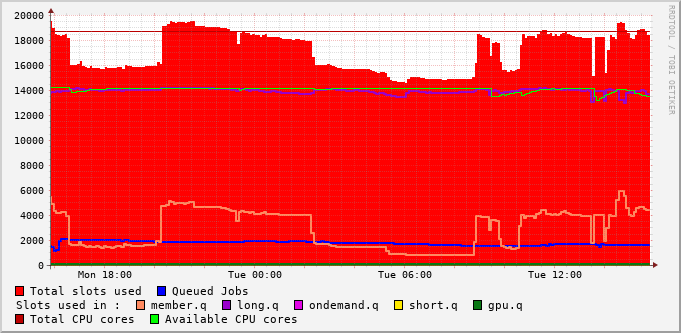 20000
18000
16000
14000
12000
10000
8000
6000
4000
2000
0
Mon 18:00 Tue 00:00 Tue 06:00 Tue 12:00
RRDTOOL / TOBI OETIKER
Total slots used Queued Jobs
Slots used in : member.q long.q ondemand.q short.q gpu.q
Total CPU cores Available CPU cores